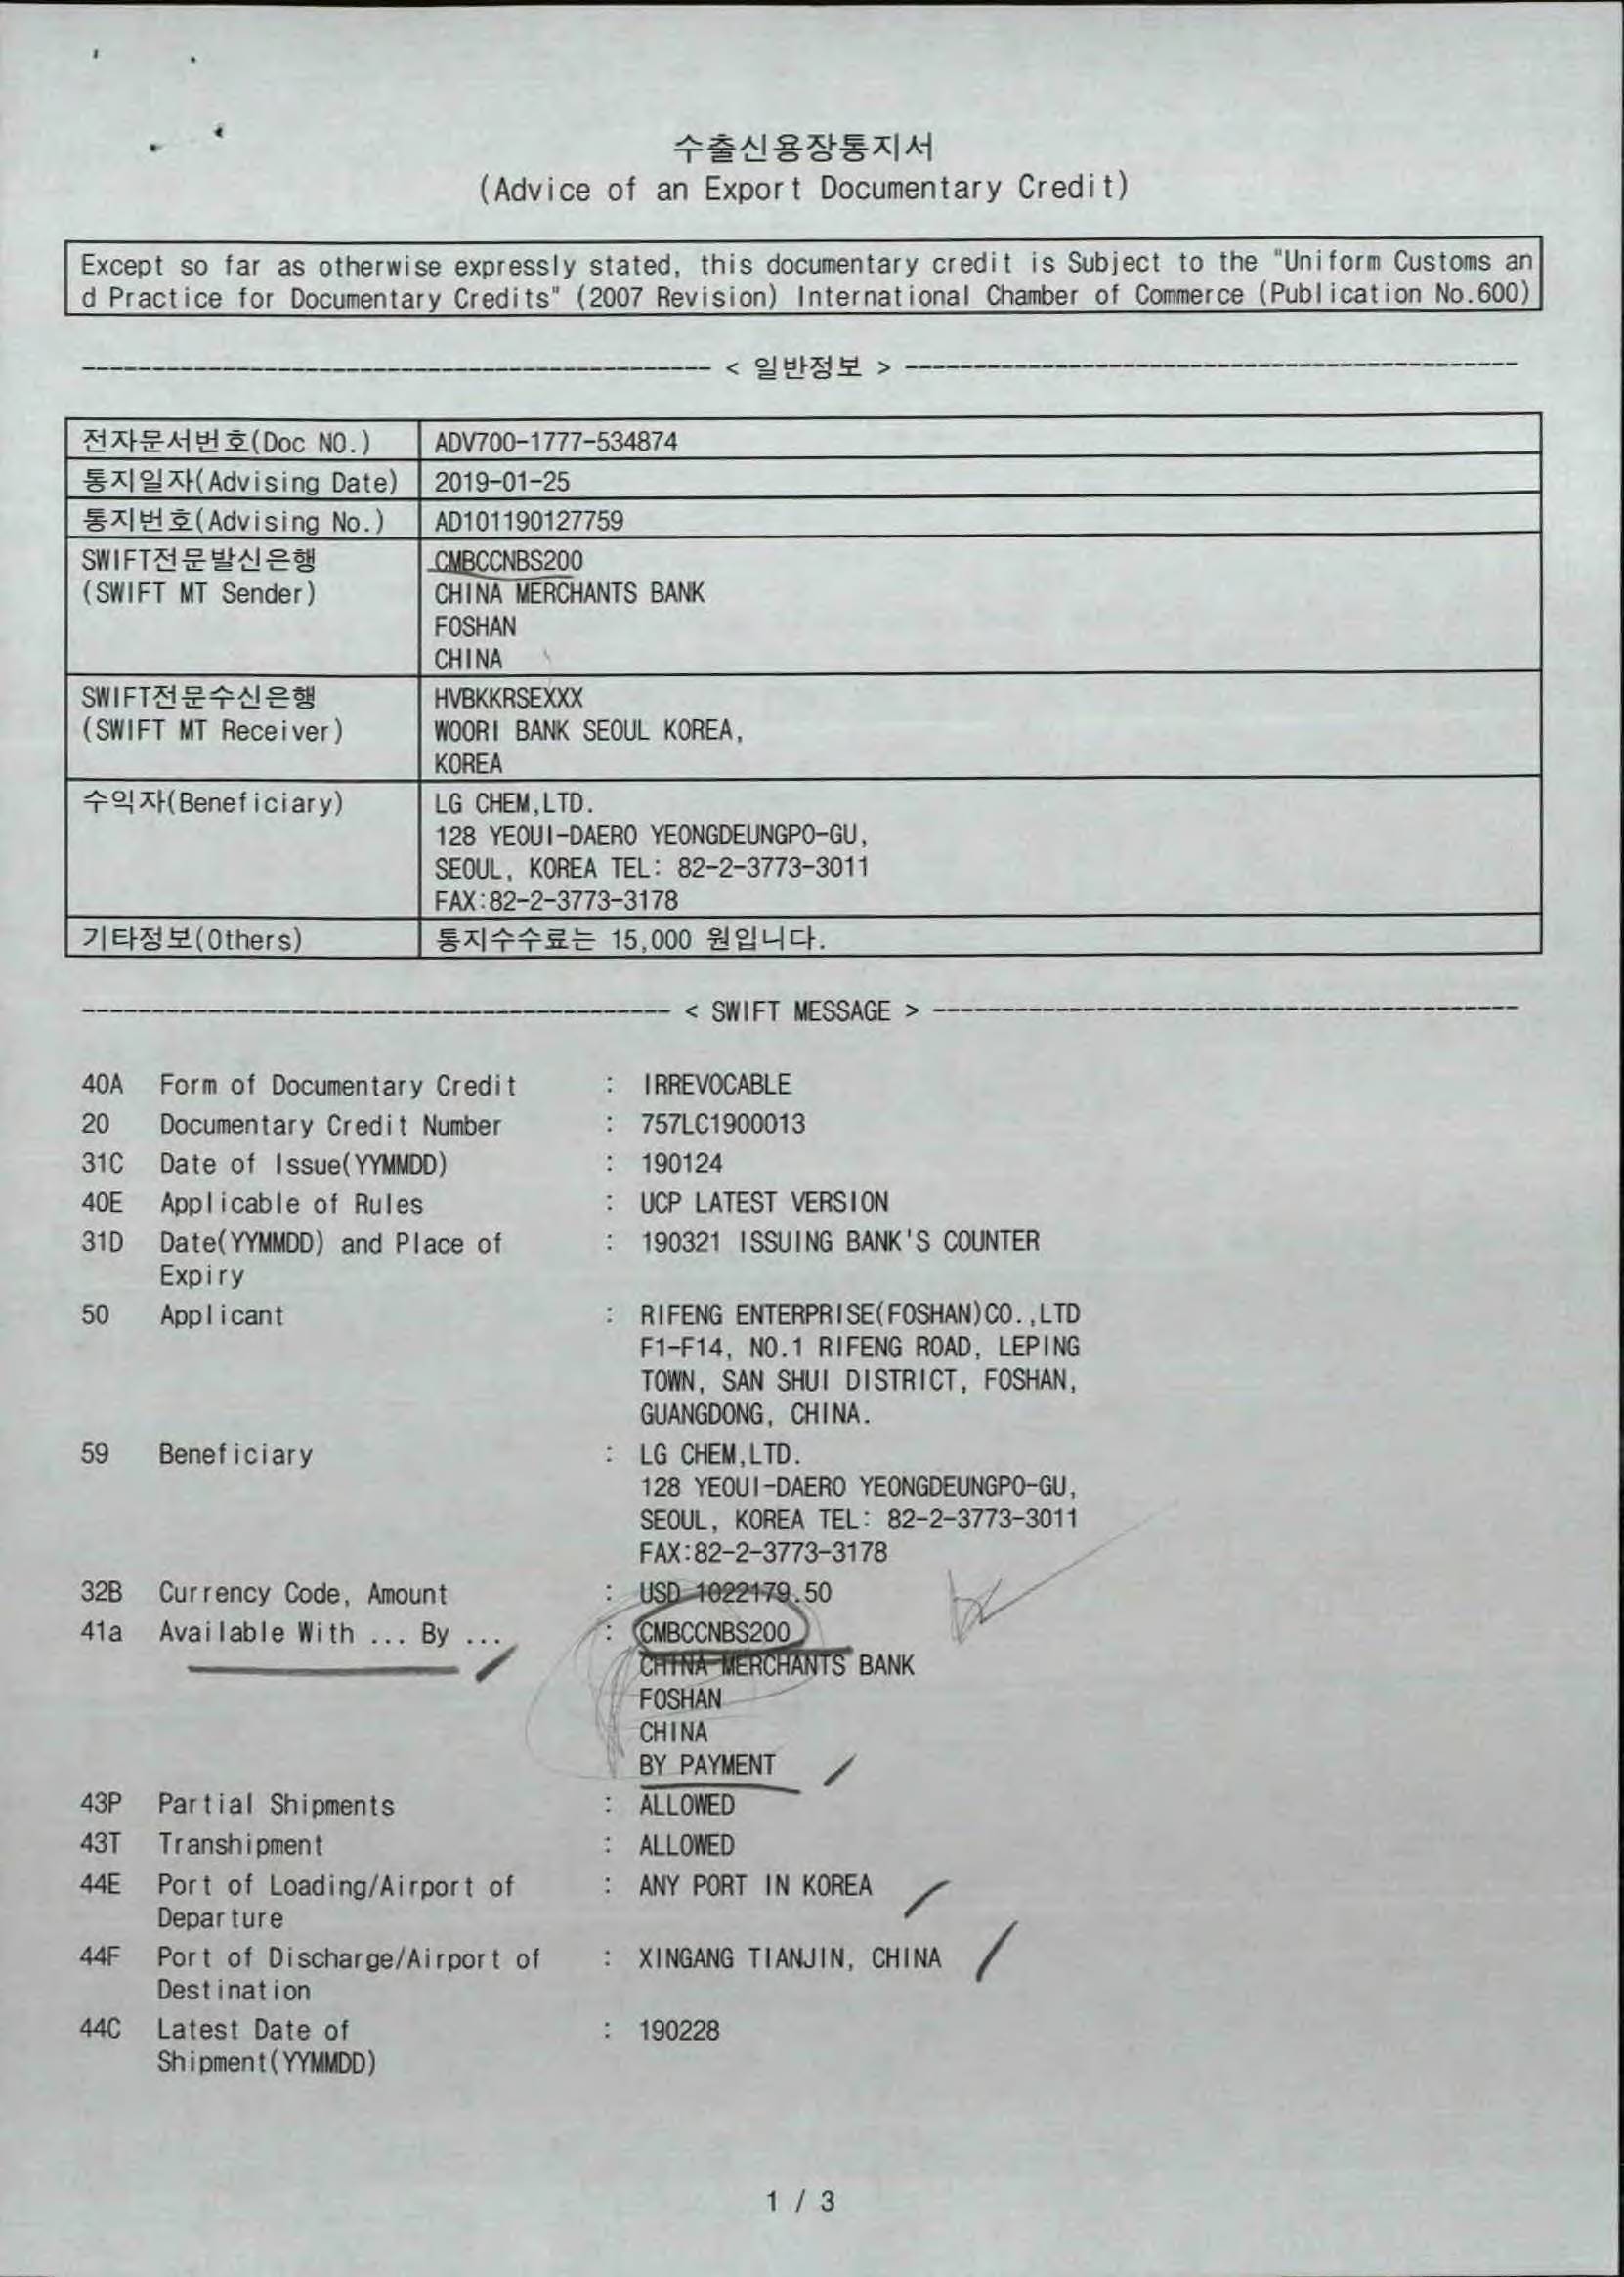 수출신용장통지서
(Advice of an Export Documentary Credit)
Except so far as otherwise expressly stated, this documentary credit is Subject to the "Uniform Customs an
d Practice for Documentary Credits" (2007 Revision) International Chamber of Commerce (Publication No.600)
< 일반정보 >
전자문서번호(Doc NO.) ADV700-1777-534874
통지일자(Advising Date) 2019-01-25
통지번호(Advising No.) AD101190127759
SWIFT전문발신은행 CMBCCNBS200
(SWIFT MT Sender) CHINA MERCHANTS BANK
FOSHAN
CHINA
SWIFT전문수신은행 HVBKKRSEXXX
(SWIFT MT Receiver) WOORI BANK SEOUL KOREA,
KOREA
수익자(Beneficiary) LG CHEM,LTD.
128 YEOUI-DAERO YEONGDEUNGPO-GU,
SEOUL, KOREA TEL: 82-2-3773-3011
FAX:82-2-3773-3178
기타정보(Others) 통지수수료는 15,000 원입니다.
< SWIFT MESSAGE >
40A Form of Documentary Credit : IRREVOCABLE
20 Documentary Credit Number : 757LC1900013
31C Date of Issue(YYMMDD) : 190124
40E Applicable of Rules : UCP LATEST VERSION
31D Date(YYMMDD) and Place of : 190321 ISSUING BANK'S COUNTER
Expiry
50 Applicant : RIFENG ENTERPRISE(FOSHAN)CO.,LTD
F1-F14, NO.1 RIFENG ROAD, LEPING
TOWN, SAN SHUI DISTRICT, FOSHAN,
GUANGDONG, CHINA.
59 Beneficiary : LG CHEM,LTD.
128 YEOUI-DAERO YEONGDEUNGPO-GU,
SEOUL, KOREA TEL: 82-2-3773-3011
FAX:82-2-3773-3178
32B Currency Code, Amount : USD 1022179.50
41a Available With ... By ... : CMBCCNBS200
CHINA MERCHANTS BANK
FOSHAN
CHINA
BY PAYMENT
43P Partial Shipments : ALLOWED
43T Transhipment : ALLOWED
44E Port of Loading/Airport of : ANY PORT IN KOREA
Departure
44F Port of Discharge/Airport of : XINGANG TIANJIN, CHINA
Destination
44C Latest Date of : 190228
Shipment(YYMMDD)
1 / 3